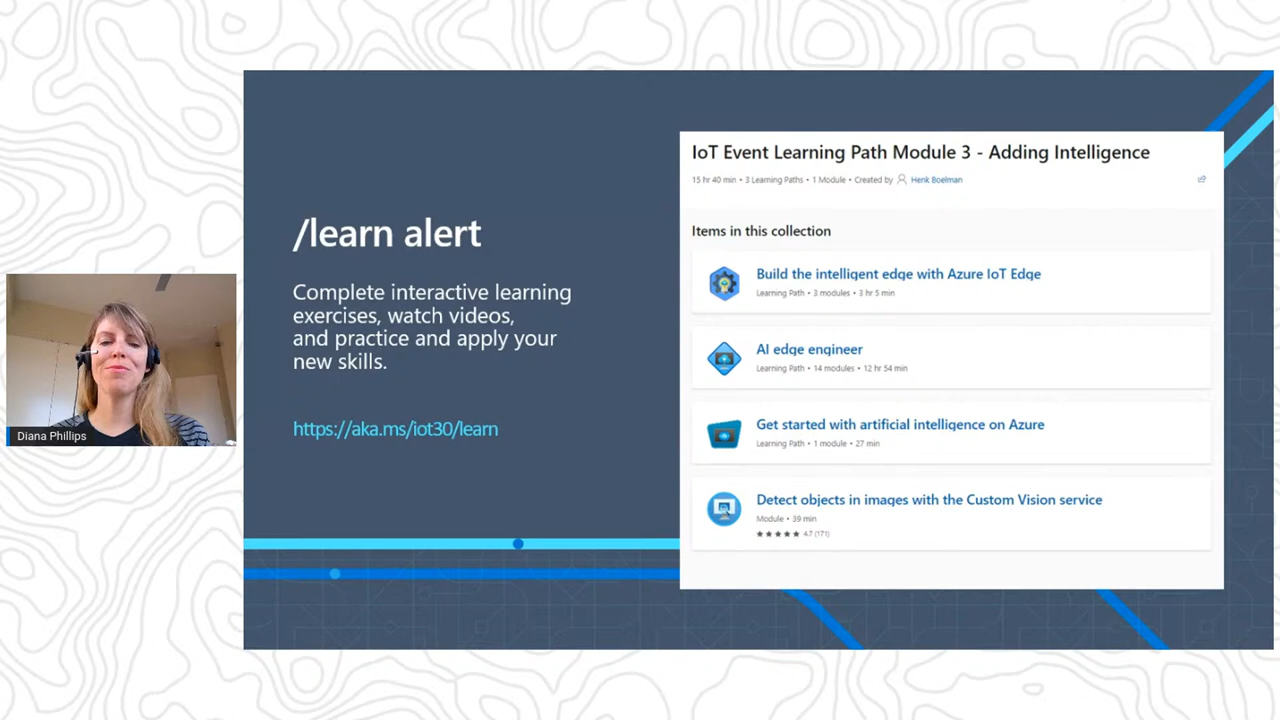 /learn alert
Complete interactive learning
exercises, watch videos,
and practice and apply your
new skills.
https://aka.ms/iot30/learn
Diana Phillips
IoT Event Learning Path Module 3 - Adding Intelligence
15 hr 40 min • 3 Learning Paths • 1 Module • Created by Henk Boelman
Items in this collection
Build the intelligent edge with Azure IoT Edge
Learning Path • 3 modules • 3 hr 5 min
AI edge engineer
Learning Path • 14 modules • 12 hr 54 min
Get started with artificial intelligence on Azure
Learning Path • 1 module • 27 min
Detect objects in images with the Custom Vision service
Module • 39 min
★★★★★ 4.7 (171)